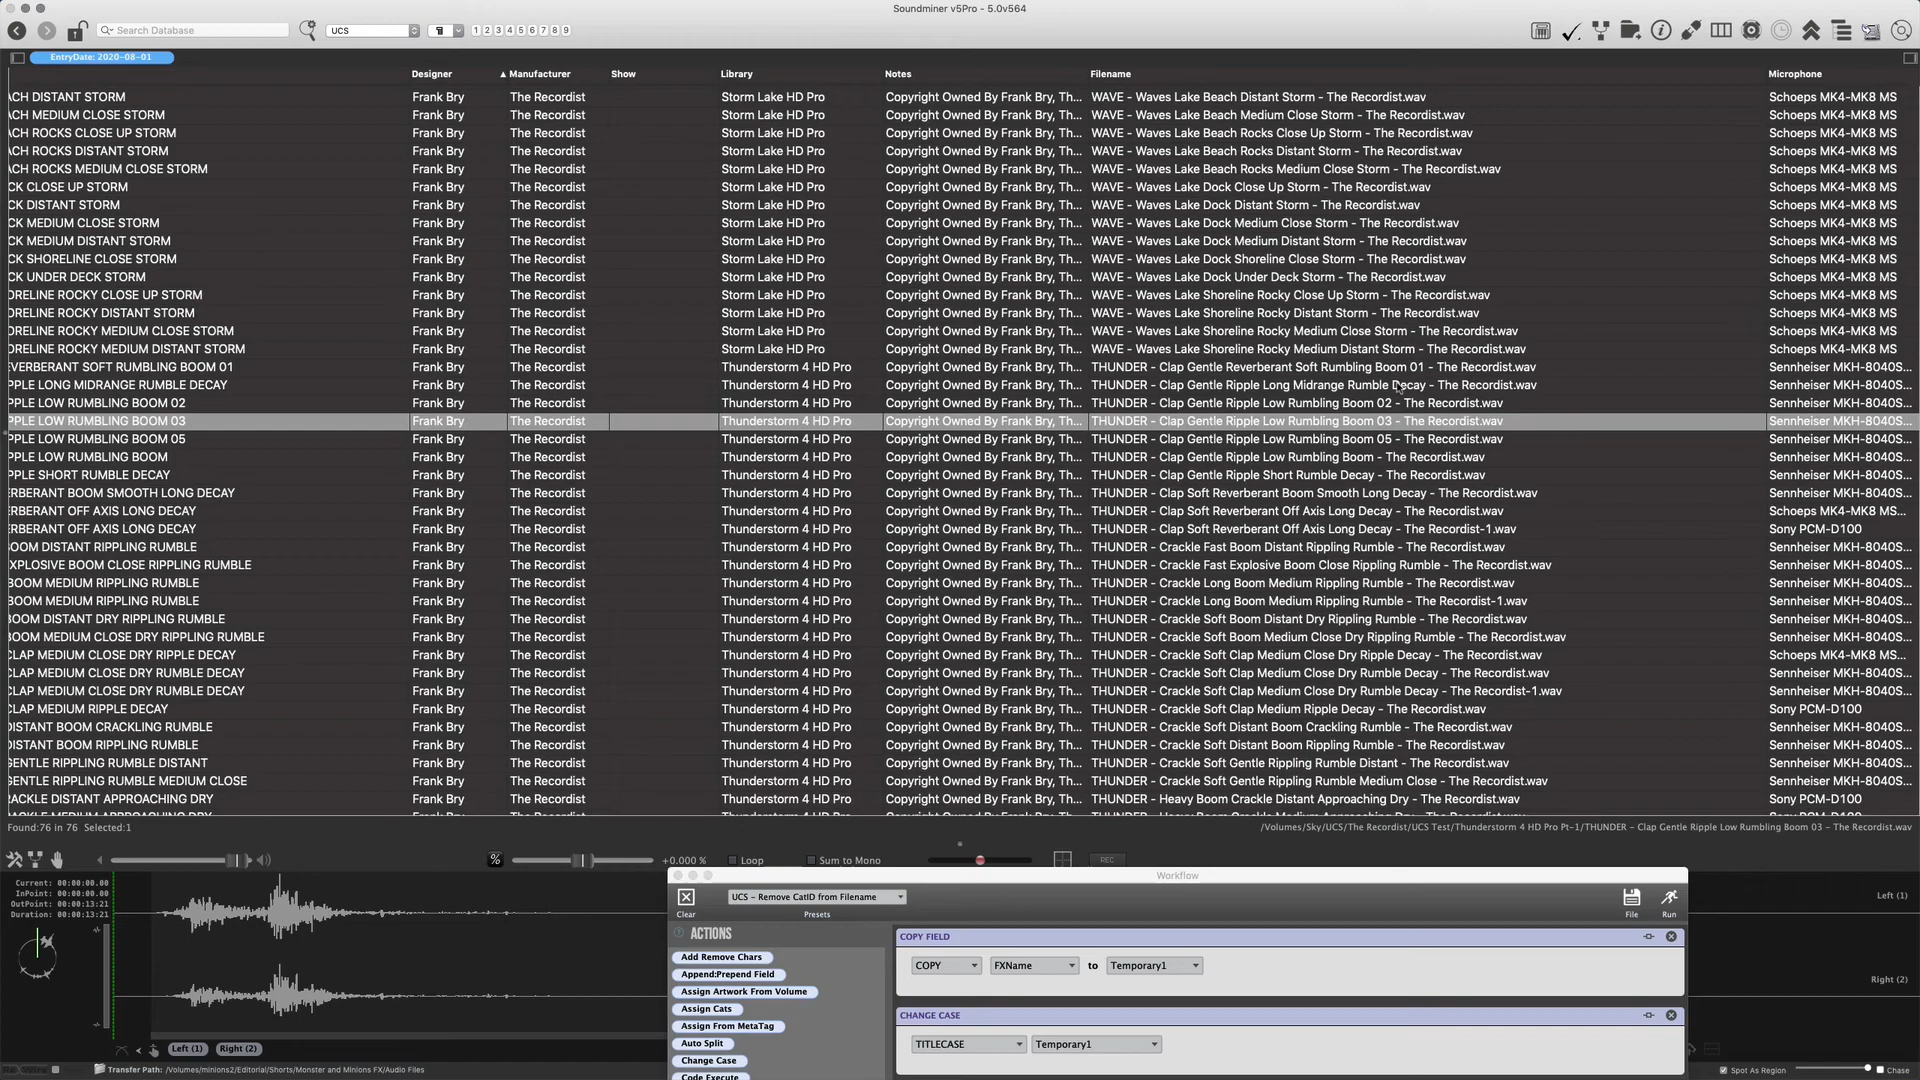 Soundminer v5Pro - 5.0v564
Search Database UCS 1 2 3 4 5 6 7 8 9
EntryDate: 2020-08-01
Designer Manufacturer Show Library Notes Filename Microphone
ACH DISTANT STORM Frank Bry The Recordist Storm Lake HD Pro Copyright Owned By Frank Bry, Th... WAVE - Waves Lake Beach Distant Storm - The Recordist.wav Schoeps MK4-MK8 MS
ACH MEDIUM CLOSE STORM Frank Bry The Recordist Storm Lake HD Pro Copyright Owned By Frank Bry, Th... WAVE - Waves Lake Beach Medium Close Storm - The Recordist.wav Schoeps MK4-MK8 MS
ACH ROCKS CLOSE UP STORM Frank Bry The Recordist Storm Lake HD Pro Copyright Owned By Frank Bry, Th... WAVE - Waves Lake Beach Rocks Close Up Storm - The Recordist.wav Schoeps MK4-MK8 MS
ACH ROCKS DISTANT STORM Frank Bry The Recordist Storm Lake HD Pro Copyright Owned By Frank Bry, Th... WAVE - Waves Lake Beach Rocks Distant Storm - The Recordist.wav Schoeps MK4-MK8 MS
ACH ROCKS MEDIUM CLOSE STORM Frank Bry The Recordist Storm Lake HD Pro Copyright Owned By Frank Bry, Th... WAVE - Waves Lake Beach Rocks Medium Close Storm - The Recordist.wav Schoeps MK4-MK8 MS
CK CLOSE UP STORM Frank Bry The Recordist Storm Lake HD Pro Copyright Owned By Frank Bry, Th... WAVE - Waves Lake Dock Close Up Storm - The Recordist.wav Schoeps MK4-MK8 MS
CK DISTANT STORM Frank Bry The Recordist Storm Lake HD Pro Copyright Owned By Frank Bry, Th... WAVE - Waves Lake Dock Distant Storm - The Recordist.wav Schoeps MK4-MK8 MS
CK MEDIUM CLOSE STORM Frank Bry The Recordist Storm Lake HD Pro Copyright Owned By Frank Bry, Th... WAVE - Waves Lake Dock Medium Close Storm - The Recordist.wav Schoeps MK4-MK8 MS
CK MEDIUM DISTANT STORM Frank Bry The Recordist Storm Lake HD Pro Copyright Owned By Frank Bry, Th... WAVE - Waves Lake Dock Medium Distant Storm - The Recordist.wav Schoeps MK4-MK8 MS
CK SHORELINE CLOSE STORM Frank Bry The Recordist Storm Lake HD Pro Copyright Owned By Frank Bry, Th... WAVE - Waves Lake Dock Shoreline Close Storm - The Recordist.wav Schoeps MK4-MK8 MS
CK UNDER DECK STORM Frank Bry The Recordist Storm Lake HD Pro Copyright Owned By Frank Bry, Th... WAVE - Waves Lake Dock Under Deck Storm - The Recordist.wav Schoeps MK4-MK8 MS
ORELINE ROCKY CLOSE UP STORM Frank Bry The Recordist Storm Lake HD Pro Copyright Owned By Frank Bry, Th... WAVE - Waves Lake Shoreline Rocky Close Up Storm - The Recordist.wav Schoeps MK4-MK8 MS
ORELINE ROCKY DISTANT STORM Frank Bry The Recordist Storm Lake HD Pro Copyright Owned By Frank Bry, Th... WAVE - Waves Lake Shoreline Rocky Distant Storm - The Recordist.wav Schoeps MK4-MK8 MS
ORELINE ROCKY MEDIUM CLOSE STORM Frank Bry The Recordist Storm Lake HD Pro Copyright Owned By Frank Bry, Th... WAVE - Waves Lake Shoreline Rocky Medium Close Storm - The Recordist.wav Schoeps MK4-MK8 MS
ORELINE ROCKY MEDIUM DISTANT STORM Frank Bry The Recordist Storm Lake HD Pro Copyright Owned By Frank Bry, Th... WAVE - Waves Lake Shoreline Rocky Medium Distant Storm - The Recordist.wav Schoeps MK4-MK8 MS
EVERBERANT SOFT RUMBLING BOOM 01 Frank Bry The Recordist Thunderstorm 4 HD Pro Copyright Owned By Frank Bry, Th... THUNDER - Clap Gentle Reverberant Soft Rumbling Boom 01 - The Recordist.wav Sennheiser MKH-8040S...
PPLE LONG MIDRANGE RUMBLE DECAY Frank Bry The Recordist Thunderstorm 4 HD Pro Copyright Owned By Frank Bry, Th... THUNDER - Clap Gentle Ripple Long Midrange Rumble Decay - The Recordist.wav Sennheiser MKH-8040S...
PPLE LOW RUMBLING BOOM 02 Frank Bry The Recordist Thunderstorm 4 HD Pro Copyright Owned By Frank Bry, Th... THUNDER - Clap Gentle Ripple Low Rumbling Boom 02 - The Recordist.wav Sennheiser MKH-8040S...
PPLE LOW RUMBLING BOOM 03 Frank Bry The Recordist Thunderstorm 4 HD Pro Copyright Owned By Frank Bry, Th... THUNDER - Clap Gentle Ripple Low Rumbling Boom 03 - The Recordist.wav Sennheiser MKH-8040S...
PPLE LOW RUMBLING BOOM 05 Frank Bry The Recordist Thunderstorm 4 HD Pro Copyright Owned By Frank Bry, Th... THUNDER - Clap Gentle Ripple Low Rumbling Boom 05 - The Recordist.wav Sennheiser MKH-8040S...
PPLE LOW RUMBLING BOOM Frank Bry The Recordist Thunderstorm 4 HD Pro Copyright Owned By Frank Bry, Th... THUNDER - Clap Gentle Ripple Low Rumbling Boom - The Recordist.wav Sennheiser MKH-8040S...
PPLE SHORT RUMBLE DECAY Frank Bry The Recordist Thunderstorm 4 HD Pro Copyright Owned By Frank Bry, Th... THUNDER - Clap Gentle Ripple Short Rumble Decay - The Recordist.wav Sennheiser MKH-8040S...
ERBERANT BOOM SMOOTH LONG DECAY Frank Bry The Recordist Thunderstorm 4 HD Pro Copyright Owned By Frank Bry, Th... THUNDER - Clap Soft Reverberant Boom Smooth Long Decay - The Recordist.wav Sennheiser MKH-8040S...
ERBERANT OFF AXIS LONG DECAY Frank Bry The Recordist Thunderstorm 4 HD Pro Copyright Owned By Frank Bry, Th... THUNDER - Clap Soft Reverberant Off Axis Long Decay - The Recordist.wav Schoeps MK4-MK8 MS...
ERBERANT OFF AXIS LONG DECAY Frank Bry The Recordist Thunderstorm 4 HD Pro Copyright Owned By Frank Bry, Th... THUNDER - Clap Soft Reverberant Off Axis Long Decay - The Recordist-1.wav Sony PCM-D100
BOOM DISTANT RIPPLING RUMBLE Frank Bry The Recordist Thunderstorm 4 HD Pro Copyright Owned By Frank Bry, Th... THUNDER - Crackle Fast Boom Distant Rippling Rumble - The Recordist.wav Sennheiser MKH-8040S...
EXPLOSIVE BOOM CLOSE RIPPLING RUMBLE Frank Bry The Recordist Thunderstorm 4 HD Pro Copyright Owned By Frank Bry, Th... THUNDER - Crackle Fast Explosive Boom Close Rippling Rumble - The Recordist.wav Sennheiser MKH-8040S...
BOOM MEDIUM RIPPLING RUMBLE Frank Bry The Recordist Thunderstorm 4 HD Pro Copyright Owned By Frank Bry, Th... THUNDER - Crackle Long Boom Medium Rippling Rumble - The Recordist.wav Sennheiser MKH-8040S...
BOOM MEDIUM RIPPLING RUMBLE Frank Bry The Recordist Thunderstorm 4 HD Pro Copyright Owned By Frank Bry, Th... THUNDER - Crackle Long Boom Medium Rippling Rumble - The Recordist-1.wav Sennheiser MKH-8040S...
BOOM DISTANT DRY RIPPLING RUMBLE Frank Bry The Recordist Thunderstorm 4 HD Pro Copyright Owned By Frank Bry, Th... THUNDER - Crackle Soft Boom Distant Dry Rippling Rumble - The Recordist.wav Sennheiser MKH-8040S...
BOOM MEDIUM CLOSE DRY RIPPLING RUMBLE Frank Bry The Recordist Thunderstorm 4 HD Pro Copyright Owned By Frank Bry, Th... THUNDER - Crackle Soft Boom Medium Close Dry Rippling Rumble - The Recordist.wav Sennheiser MKH-8040S...
CLAP MEDIUM CLOSE DRY RIPPLE DECAY Frank Bry The Recordist Thunderstorm 4 HD Pro Copyright Owned By Frank Bry, Th... THUNDER - Crackle Soft Clap Medium Close Dry Ripple Decay - The Recordist.wav Schoeps MK4-MK8 MS...
CLAP MEDIUM CLOSE DRY RUMBLE DECAY Frank Bry The Recordist Thunderstorm 4 HD Pro Copyright Owned By Frank Bry, Th... THUNDER - Crackle Soft Clap Medium Close Dry Rumble Decay - The Recordist.wav Sennheiser MKH-8040S...
CLAP MEDIUM CLOSE DRY RUMBLE DECAY Frank Bry The Recordist Thunderstorm 4 HD Pro Copyright Owned By Frank Bry, Th... THUNDER - Crackle Soft Clap Medium Close Dry Rumble Decay - The Recordist-1.wav Sennheiser MKH-8040S...
CLAP MEDIUM RIPPLE DECAY Frank Bry The Recordist Thunderstorm 4 HD Pro Copyright Owned By Frank Bry, Th... THUNDER - Crackle Soft Clap Medium Ripple Decay - The Recordist.wav Sony PCM-D100
DISTANT BOOM CRACKLING RUMBLE Frank Bry The Recordist Thunderstorm 4 HD Pro Copyright Owned By Frank Bry, Th... THUNDER - Crackle Soft Distant Boom Crackling Rumble - The Recordist.wav Sennheiser MKH-8040S...
DISTANT BOOM RIPPLING RUMBLE Frank Bry The Recordist Thunderstorm 4 HD Pro Copyright Owned By Frank Bry, Th... THUNDER - Crackle Soft Distant Boom Rippling Rumble - The Recordist.wav Sennheiser MKH-8040S...
GENTLE RIPPLING RUMBLE DISTANT Frank Bry The Recordist Thunderstorm 4 HD Pro Copyright Owned By Frank Bry, Th... THUNDER - Crackle Soft Gentle Rippling Rumble Distant - The Recordist.wav Sennheiser MKH-8040S...
GENTLE RIPPLING RUMBLE MEDIUM CLOSE Frank Bry The Recordist Thunderstorm 4 HD Pro Copyright Owned By Frank Bry, Th... THUNDER - Crackle Soft Gentle Rippling Rumble Medium Close - The Recordist.wav Sennheiser MKH-8040S...
RACKLE DISTANT APPROACHING DRY Frank Bry The Recordist Thunderstorm 4 HD Pro Copyright Owned By Frank Bry, Th... THUNDER - Heavy Boom Crackle Distant Approaching Dry - The Recordist.wav Sony PCM-D100
Found:76 in 76 Selected:1 /Volumes/Sky/UCS/The Recordist/UCS Test/Thunderstorm 4 HD Pro Pt-1/THUNDER - Clap Gentle Ripple Low Rumbling Boom 03 - The Recordist.wav
% +0.000 % Loop Sum to Mono REC
Workflow
Current: 00:00:00.00
InPoint: 00:00:00.00
OutPoint: 00:00:13:21
Duration: 00:00:13:21
UCS - Remove CatID from Filename
Left (1)
Clear Presets File Run
ACTIONS COPY FIELD
Add Remove Chars
COPY FXName to Temporary1
Append:Prepend Field
Right (2)
Assign Artwork From Volume
Assign Cats
CHANGE CASE
Assign From MetaTag
Auto Split
TITLECASE Temporary1
Left (1) Right (2)
Change Case
Transfer Path: /Volumes/minions2/Editorial/Shorts/Monster and Minions FX/Audio Files
Spot As Region Chase
Code Execute